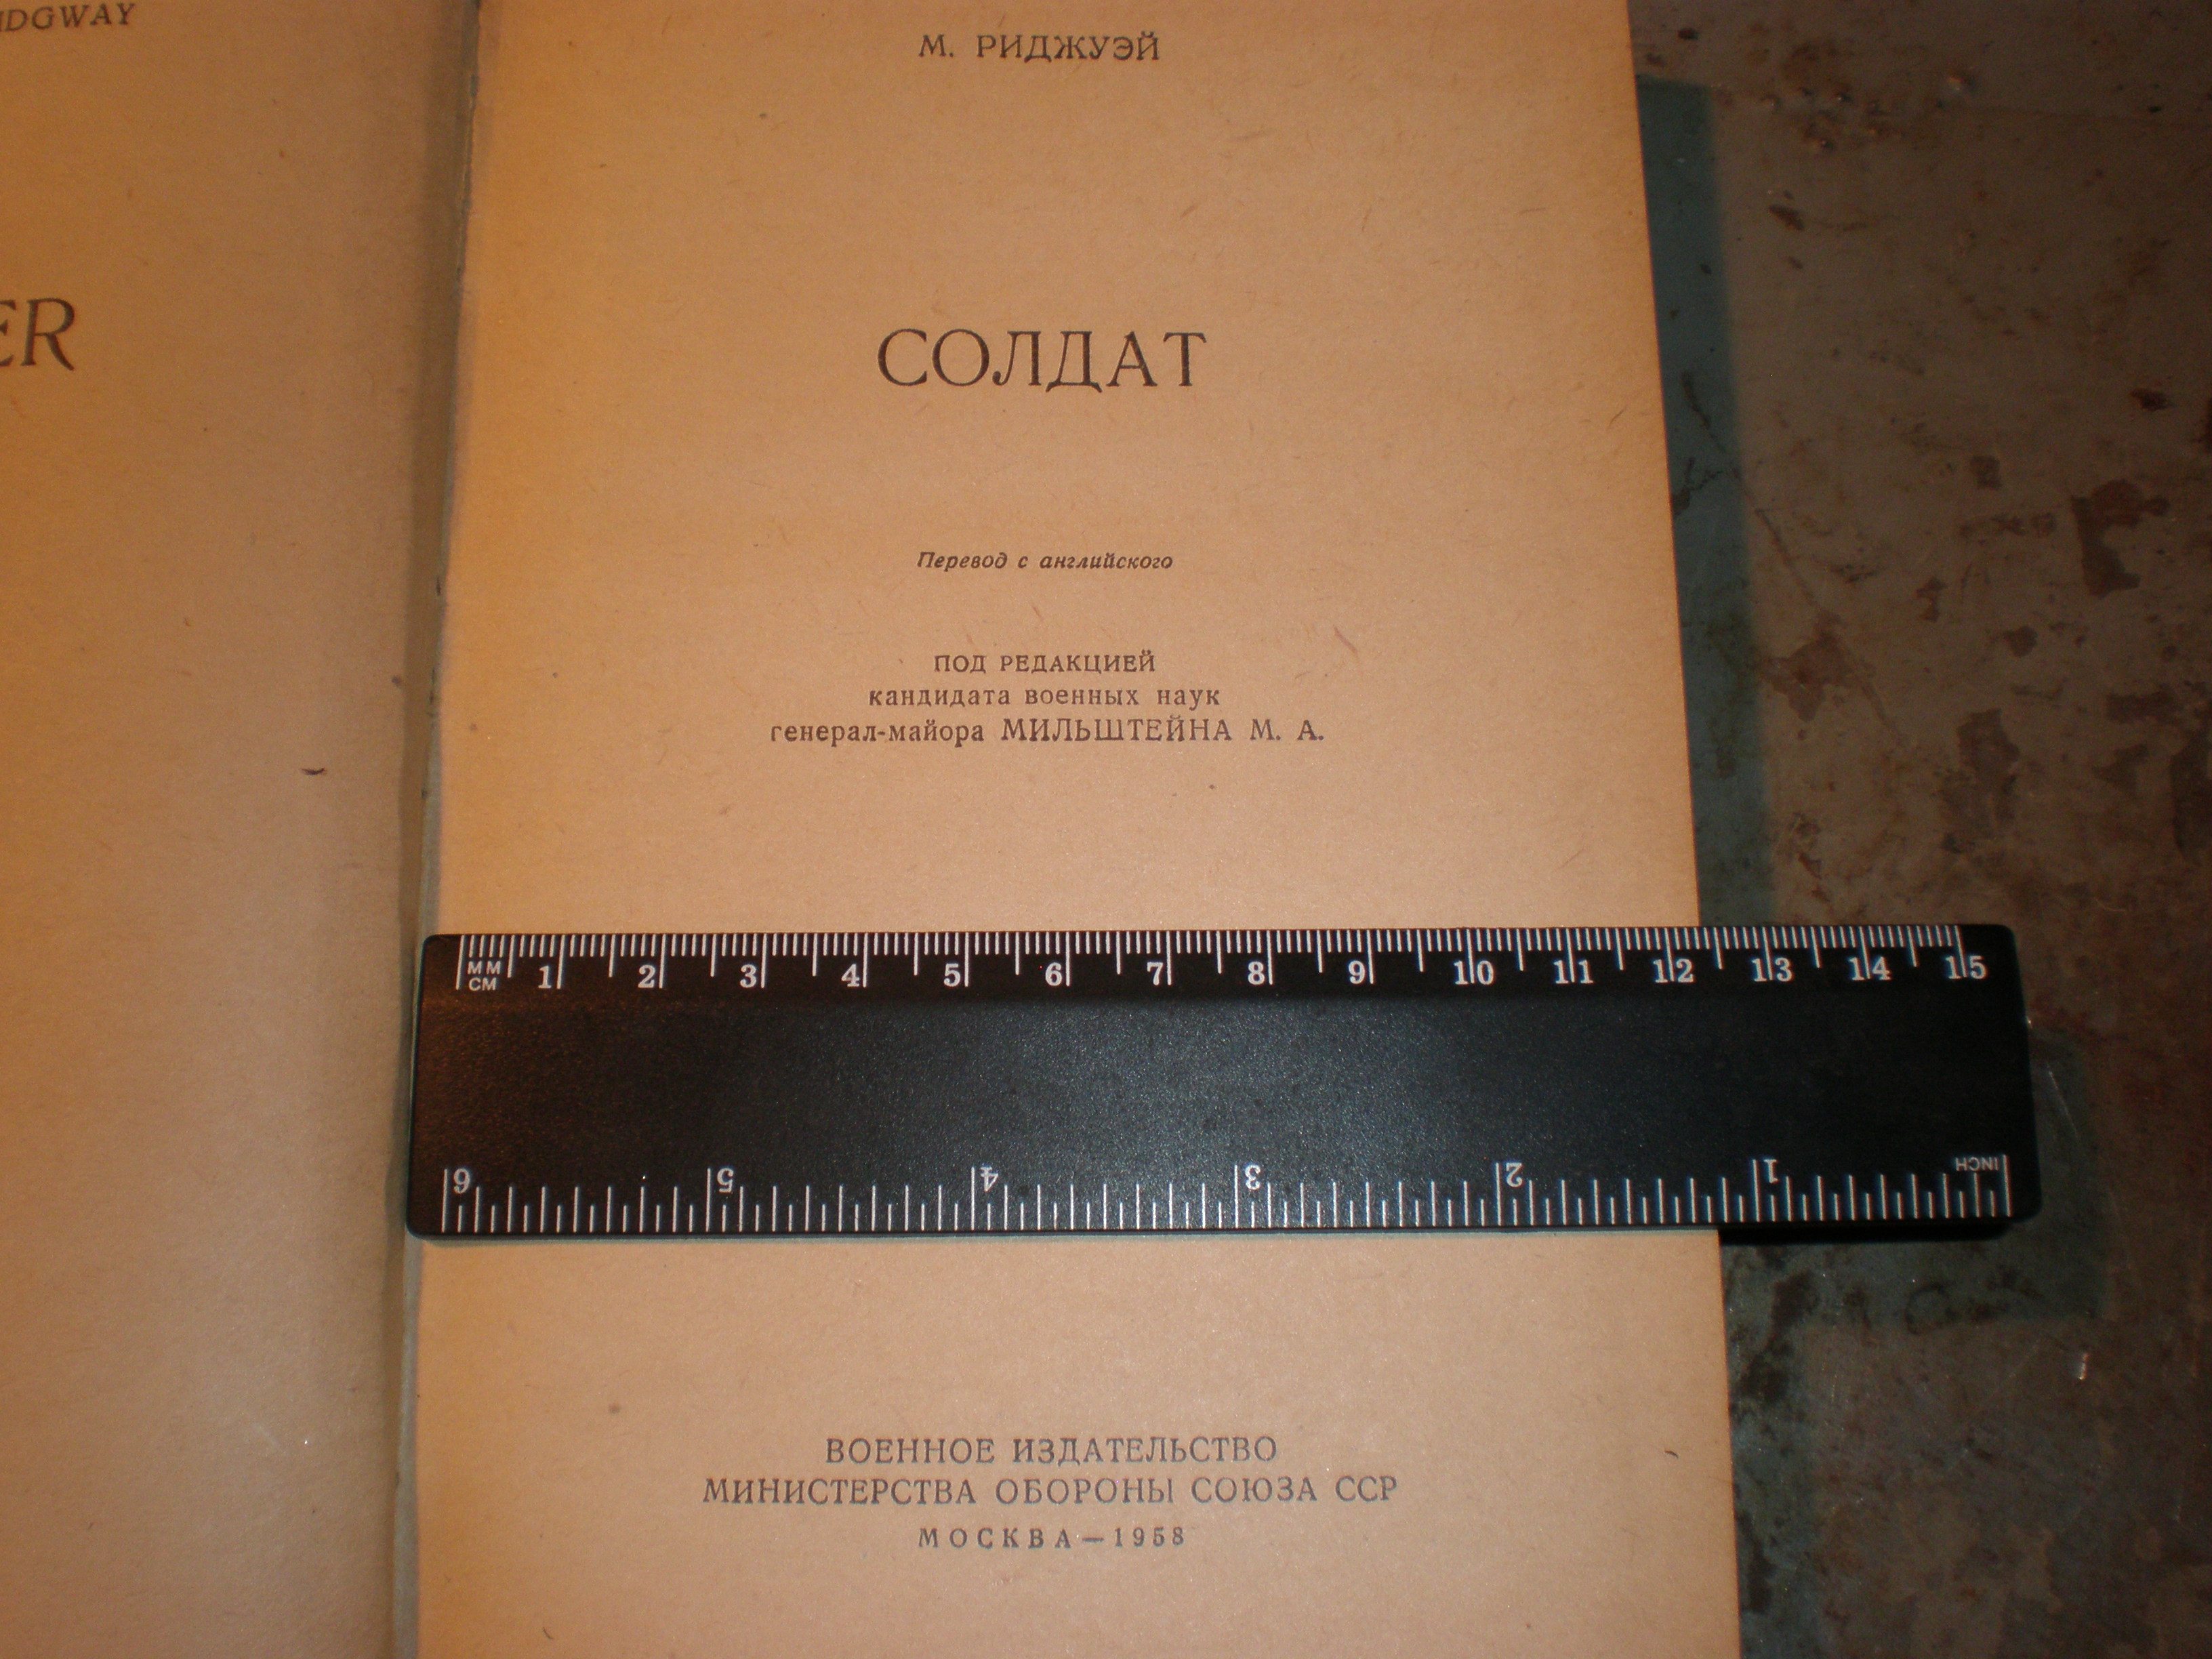 М. РИДЖУЭЙ
СОЛДАТ
Перевод с английского
ПОД РЕДАКЦИЕЙ
кандидата военных наук
генерал-майора МИЛЬШТЕЙНА М. А.
MM
CM
1 2 3 4 5 6 7 8 9 10 11 12 13 14 15
6 5 4 3 2 1 INCH
ВОЕННОЕ ИЗДАТЕЛЬСТВО
МИНИСТЕРСТВА ОБОРОНЫ СОЮЗА ССР
МОСКВА — 1958